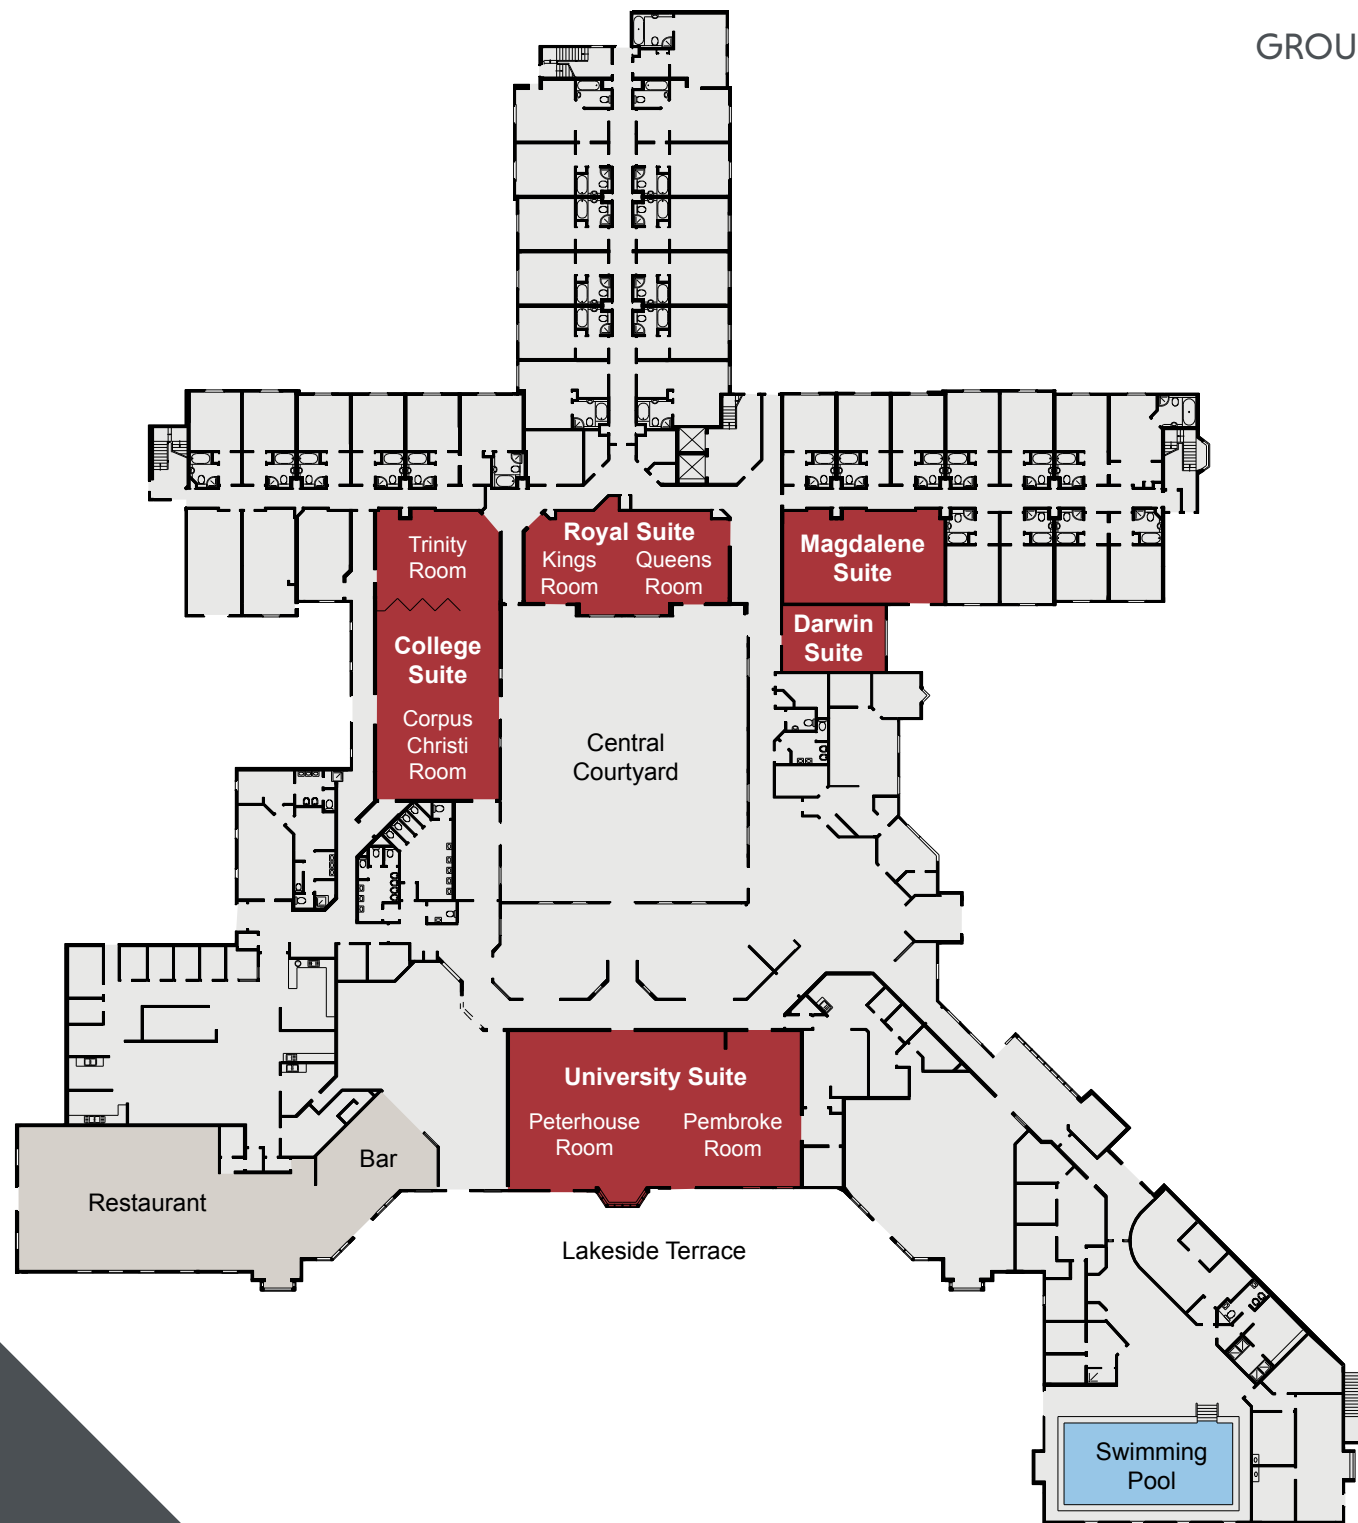 GROU
Royal Suite
Kings
Room
Queens
Room
Trinity
Room
Magdalene
Suite
College
Suite
Darwin
Suite
Corpus
Christi
Room
Central
Courtyard
University Suite
Peterhouse
Room
Pembroke
Room
Bar
Restaurant
Lakeside Terrace
Swimming
Pool